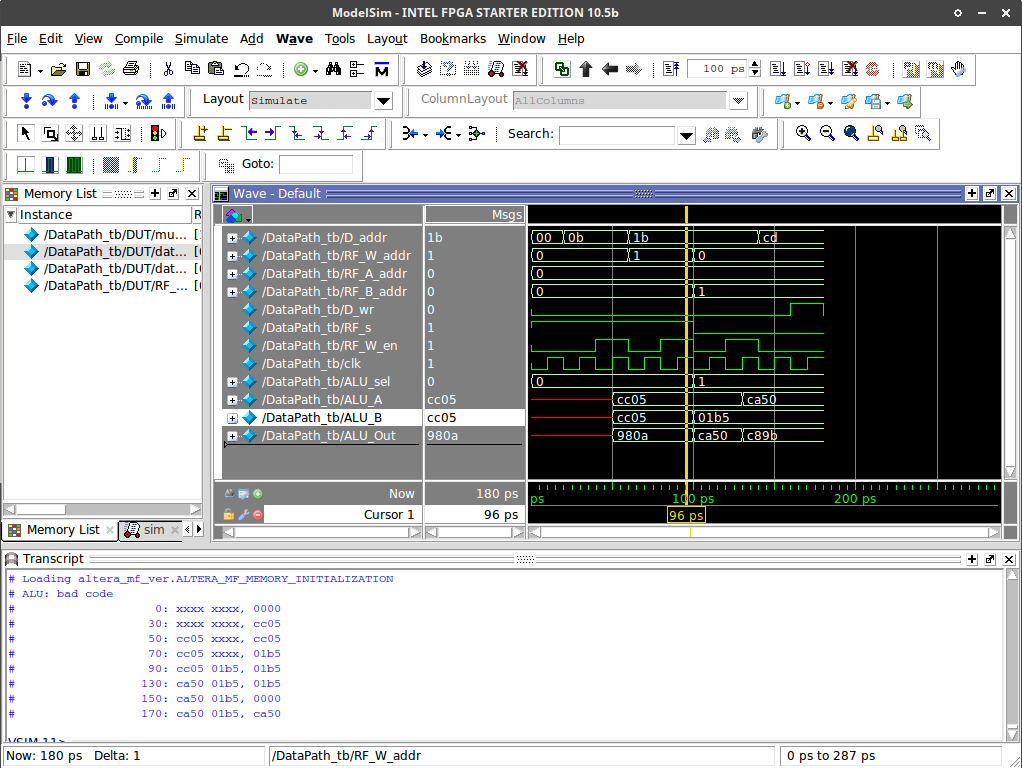 ModelSim - INTEL FPGA STARTER EDITION 10.5b
File Edit View Compile Simulate Add Wave Tools Layout Bookmarks Window Help
100 ps
Layout Simulate ColumnLayout AllColumns
Search:
Goto:
Memory List
Wave - Default
Instance
Msgs
/DataPath_tb/DUT/mu...
/DataPath_tb/DUT/dat...
/DataPath_tb/DUT/dat...
/DataPath_tb/DUT/RF_...
/DataPath_tb/D_addr 1b 00 0b 1b cd
/DataPath_tb/RF_W_addr 1 0 1 0
/DataPath_tb/RF_A_addr 0 0
/DataPath_tb/RF_B_addr 0 0 1
/DataPath_tb/D_wr 0
/DataPath_tb/RF_s 1
/DataPath_tb/RF_W_en 1
/DataPath_tb/clk 1
/DataPath_tb/ALU_sel 0 0 1
/DataPath_tb/ALU_A cc05 cc05 ca50
/DataPath_tb/ALU_B cc05 cc05 01b5
/DataPath_tb/ALU_Out 980a 980a ca50 c89b
Now 180 ps ps 100 ps 200 ps
Cursor 1 96 ps 96 ps
Memory List sim
Transcript
# Loading altera_mf_ver.ALTERA_MF_MEMORY_INITIALIZATION
# ALU: bad code
# 0: xxxx xxxx, 0000
# 30: xxxx xxxx, cc05
# 50: cc05 xxxx, cc05
# 70: cc05 xxxx, 01b5
# 90: cc05 01b5, 01b5
# 130: ca50 01b5, 01b5
# 150: ca50 01b5, 0000
# 170: ca50 01b5, ca50
Now: 180 ps Delta: 1 /DataPath_tb/RF_W_addr 0 ps to 287 ps